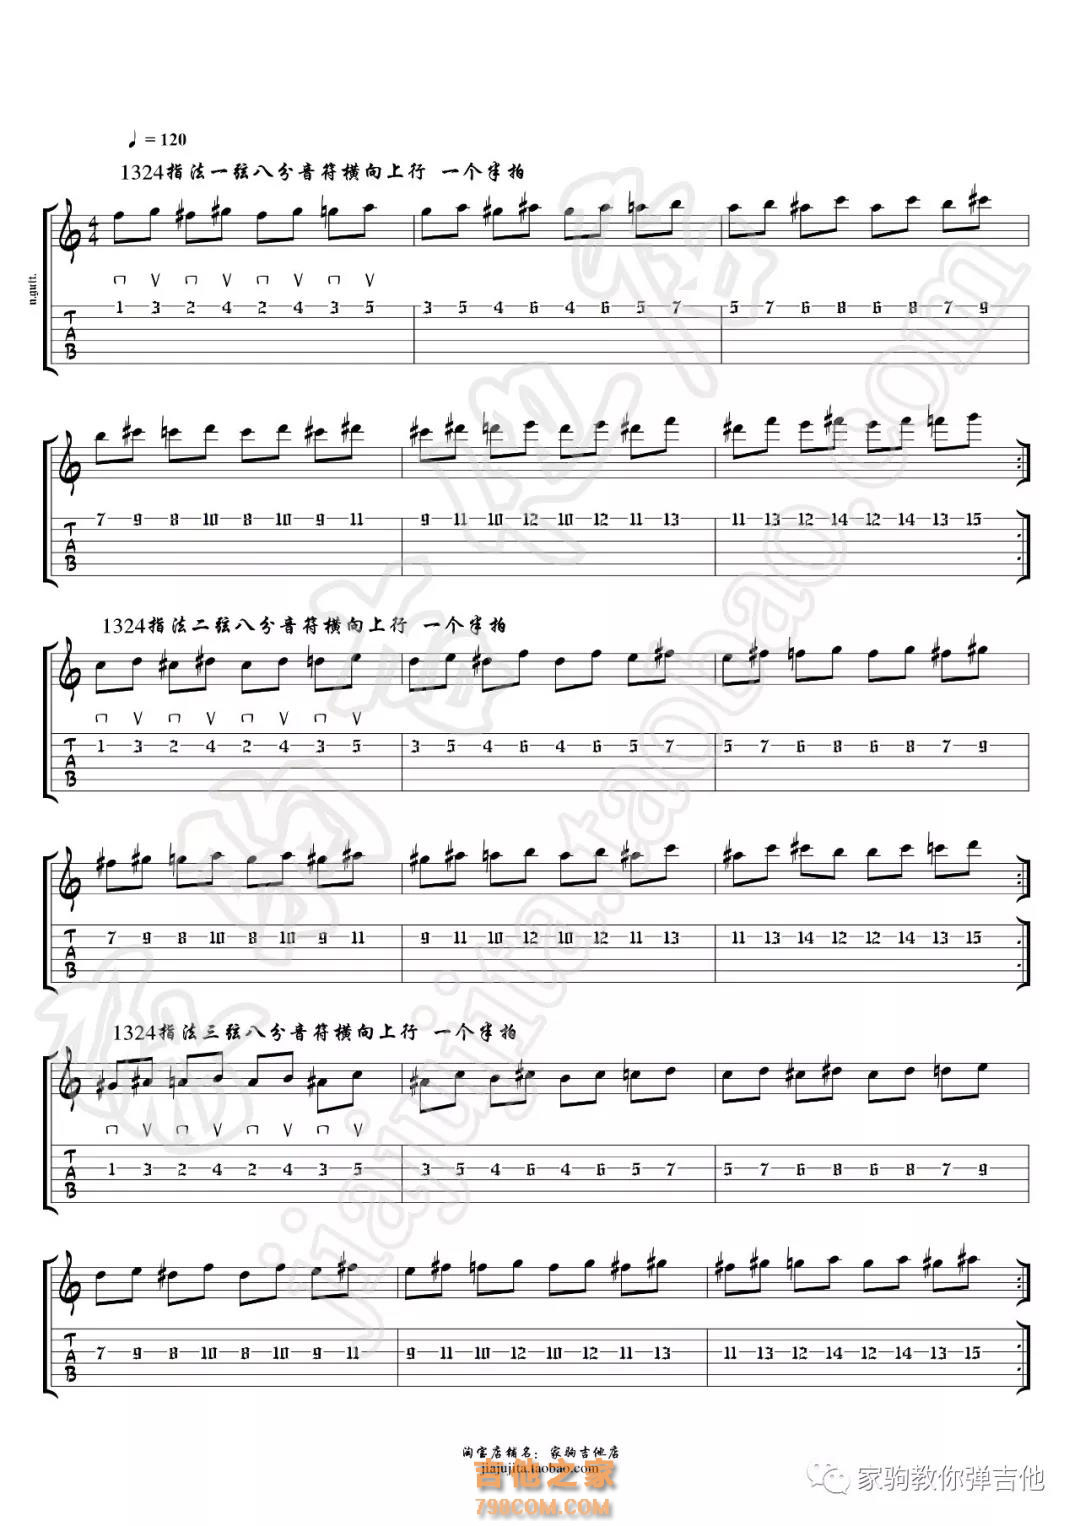 ♩= 120
1324指法一弦八分音符横向上行 一个半拍
4
4
n.guit.
1 3 2 4 2 4 3 5 3 5 4 6 4 6 5 7 5 7 6 8 6 8 7 9
T
A
B
7 9 8 10 8 10 9 11 9 11 10 12 10 12 11 13 11 13 12 14 12 14 13 15
T
A
B
1324指法二弦八分音符横向上行 一个半拍
1 3 2 4 2 4 3 5 3 5 4 6 4 6 5 7 5 7 6 8 6 8 7 9
T
A
B
7 9 8 10 8 10 9 11 9 11 10 12 10 12 11 13 11 13 14 12 12 14 13 15
T
A
B
1324指法三弦八分音符横向上行 一个半拍
1 3 2 4 2 4 3 5 3 5 4 6 4 6 5 7 5 7 6 8 6 8 7 9
T
A
B
7 9 8 10 8 10 9 11 9 11 10 12 10 12 11 13 11 13 12 14 12 14 13 15
T
A
B
家驹吉他店
jiajujita.taobao.com
淘宝店铺名：家驹吉他店
jiajujita.taobao.com
吉他之家
798COM.COM
家驹教你弹吉他